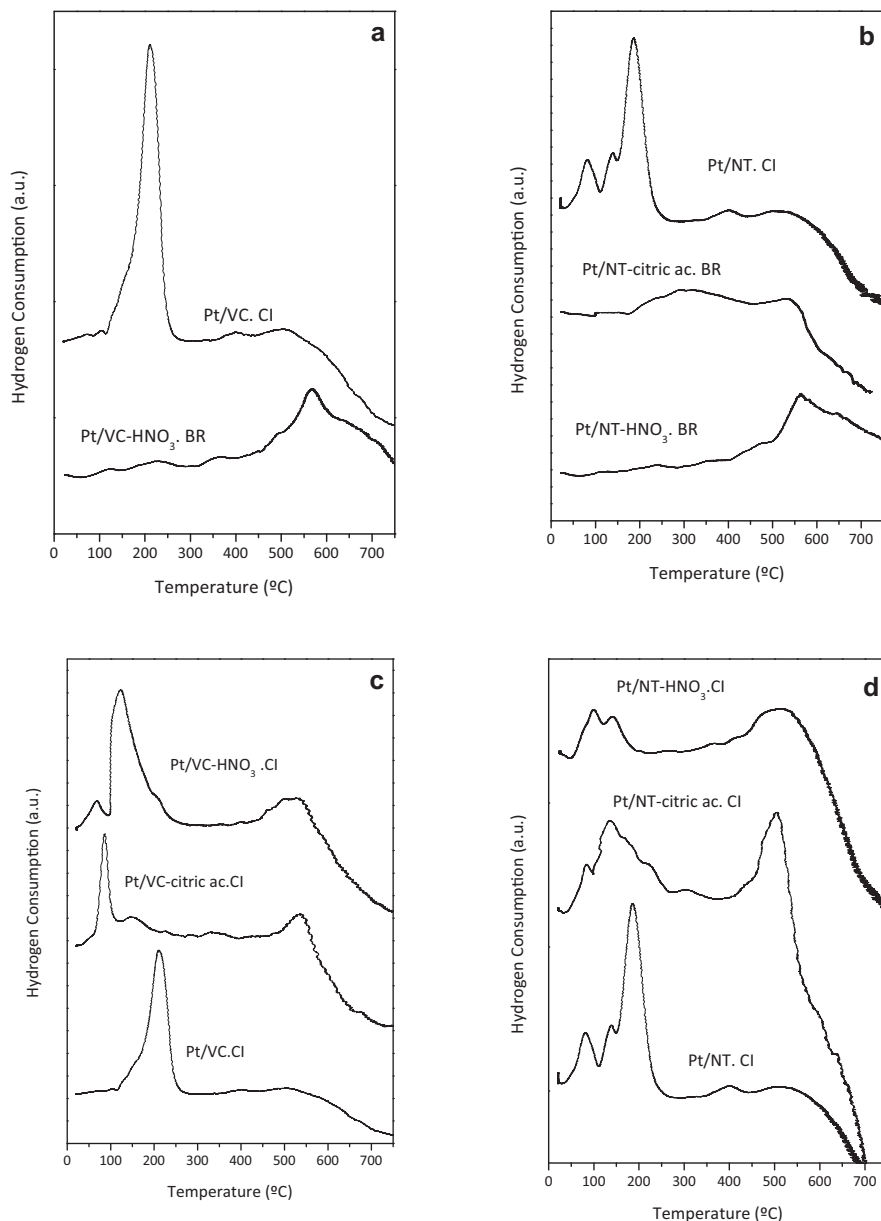 a
Hydrogen Consumption (a.u.)
Pt/VC. CI
Pt/VC-HNO₃. BR
0 100 200 300 400 500 600 700
Temperature (ºC)
b
Hydrogen Consumption (a.u.)
Pt/NT. CI
Pt/NT-citric ac. BR
Pt/NT-HNO₃. BR
0 100 200 300 400 500 600 700
Temperature (ºC)
c
Hydrogen Consumption (a.u.)
Pt/VC-HNO₃ .CI
Pt/VC-citric ac.CI
Pt/VC.CI
0 100 200 300 400 500 600 700
Temperature (ºC)
d
Hydrogen Consumption (a.u.)
Pt/NT-HNO₃.CI
Pt/NT-citric ac. CI
Pt/NT. CI
0 100 200 300 400 500 600 700
Temperature (ºC)